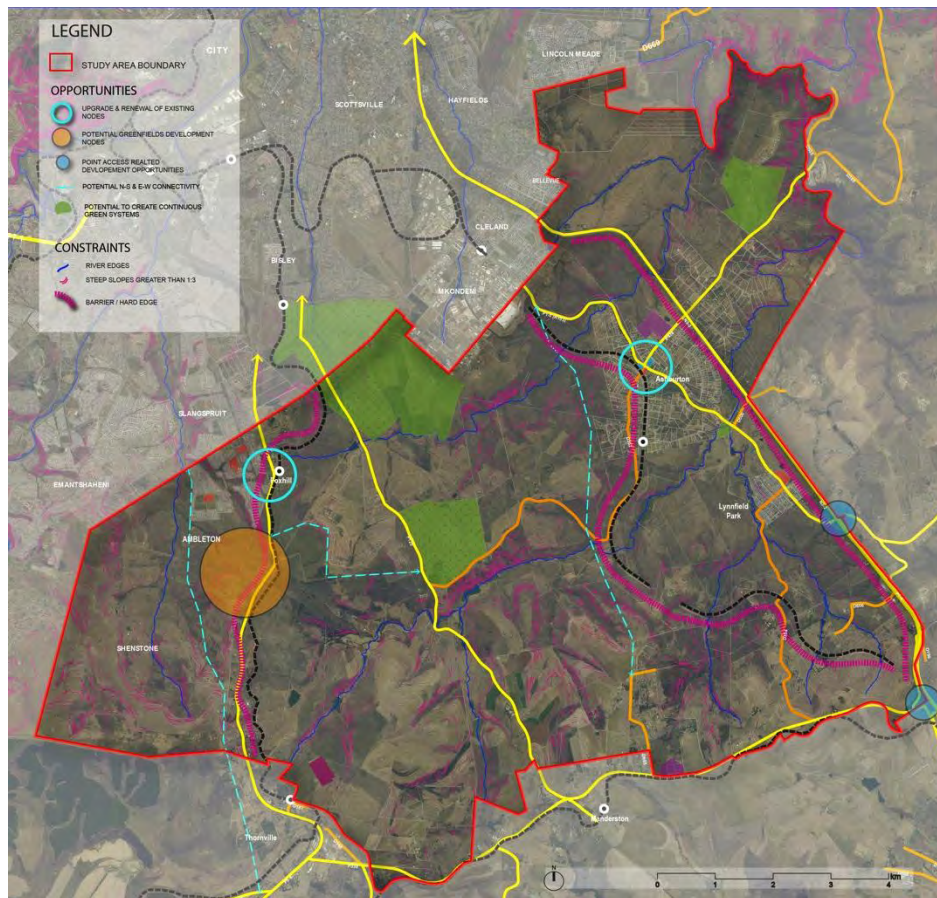 LEGEND
STUDY AREA BOUNDARY
OPPORTUNITIES
UPGRADE & RENEWAL OF EXISTING
NODES
POTENTIAL GREENFIELDS DEVELOPMENT
NODES
POINT ACCESS REALTED
DEVLOPEMENT OPPORTUNITIES
POTENTIAL N-S & E-W CONNECTIVITY
POTENTIAL TO CREATE CONTINUOUS
GREEN SYSTEMS
CONSTRAINTS
RIVER EDGES
STEEP SLOPES GREATER THAN 1:3
BARRIER / HARD EDGE
CITY
LINCOLN MEADE
SCOTTSVILLE
HAYFIELDS
BELLEVUE
CLELAND
BISLEY
MKONDENI
Ashburton
SLANGSPRUIT
Foxhill
EMANTSHAHENI
Lynnfield
Park
AMBLETON
SHENSTONE
Manderston
Thornville
N
km
0
1
2
3
4